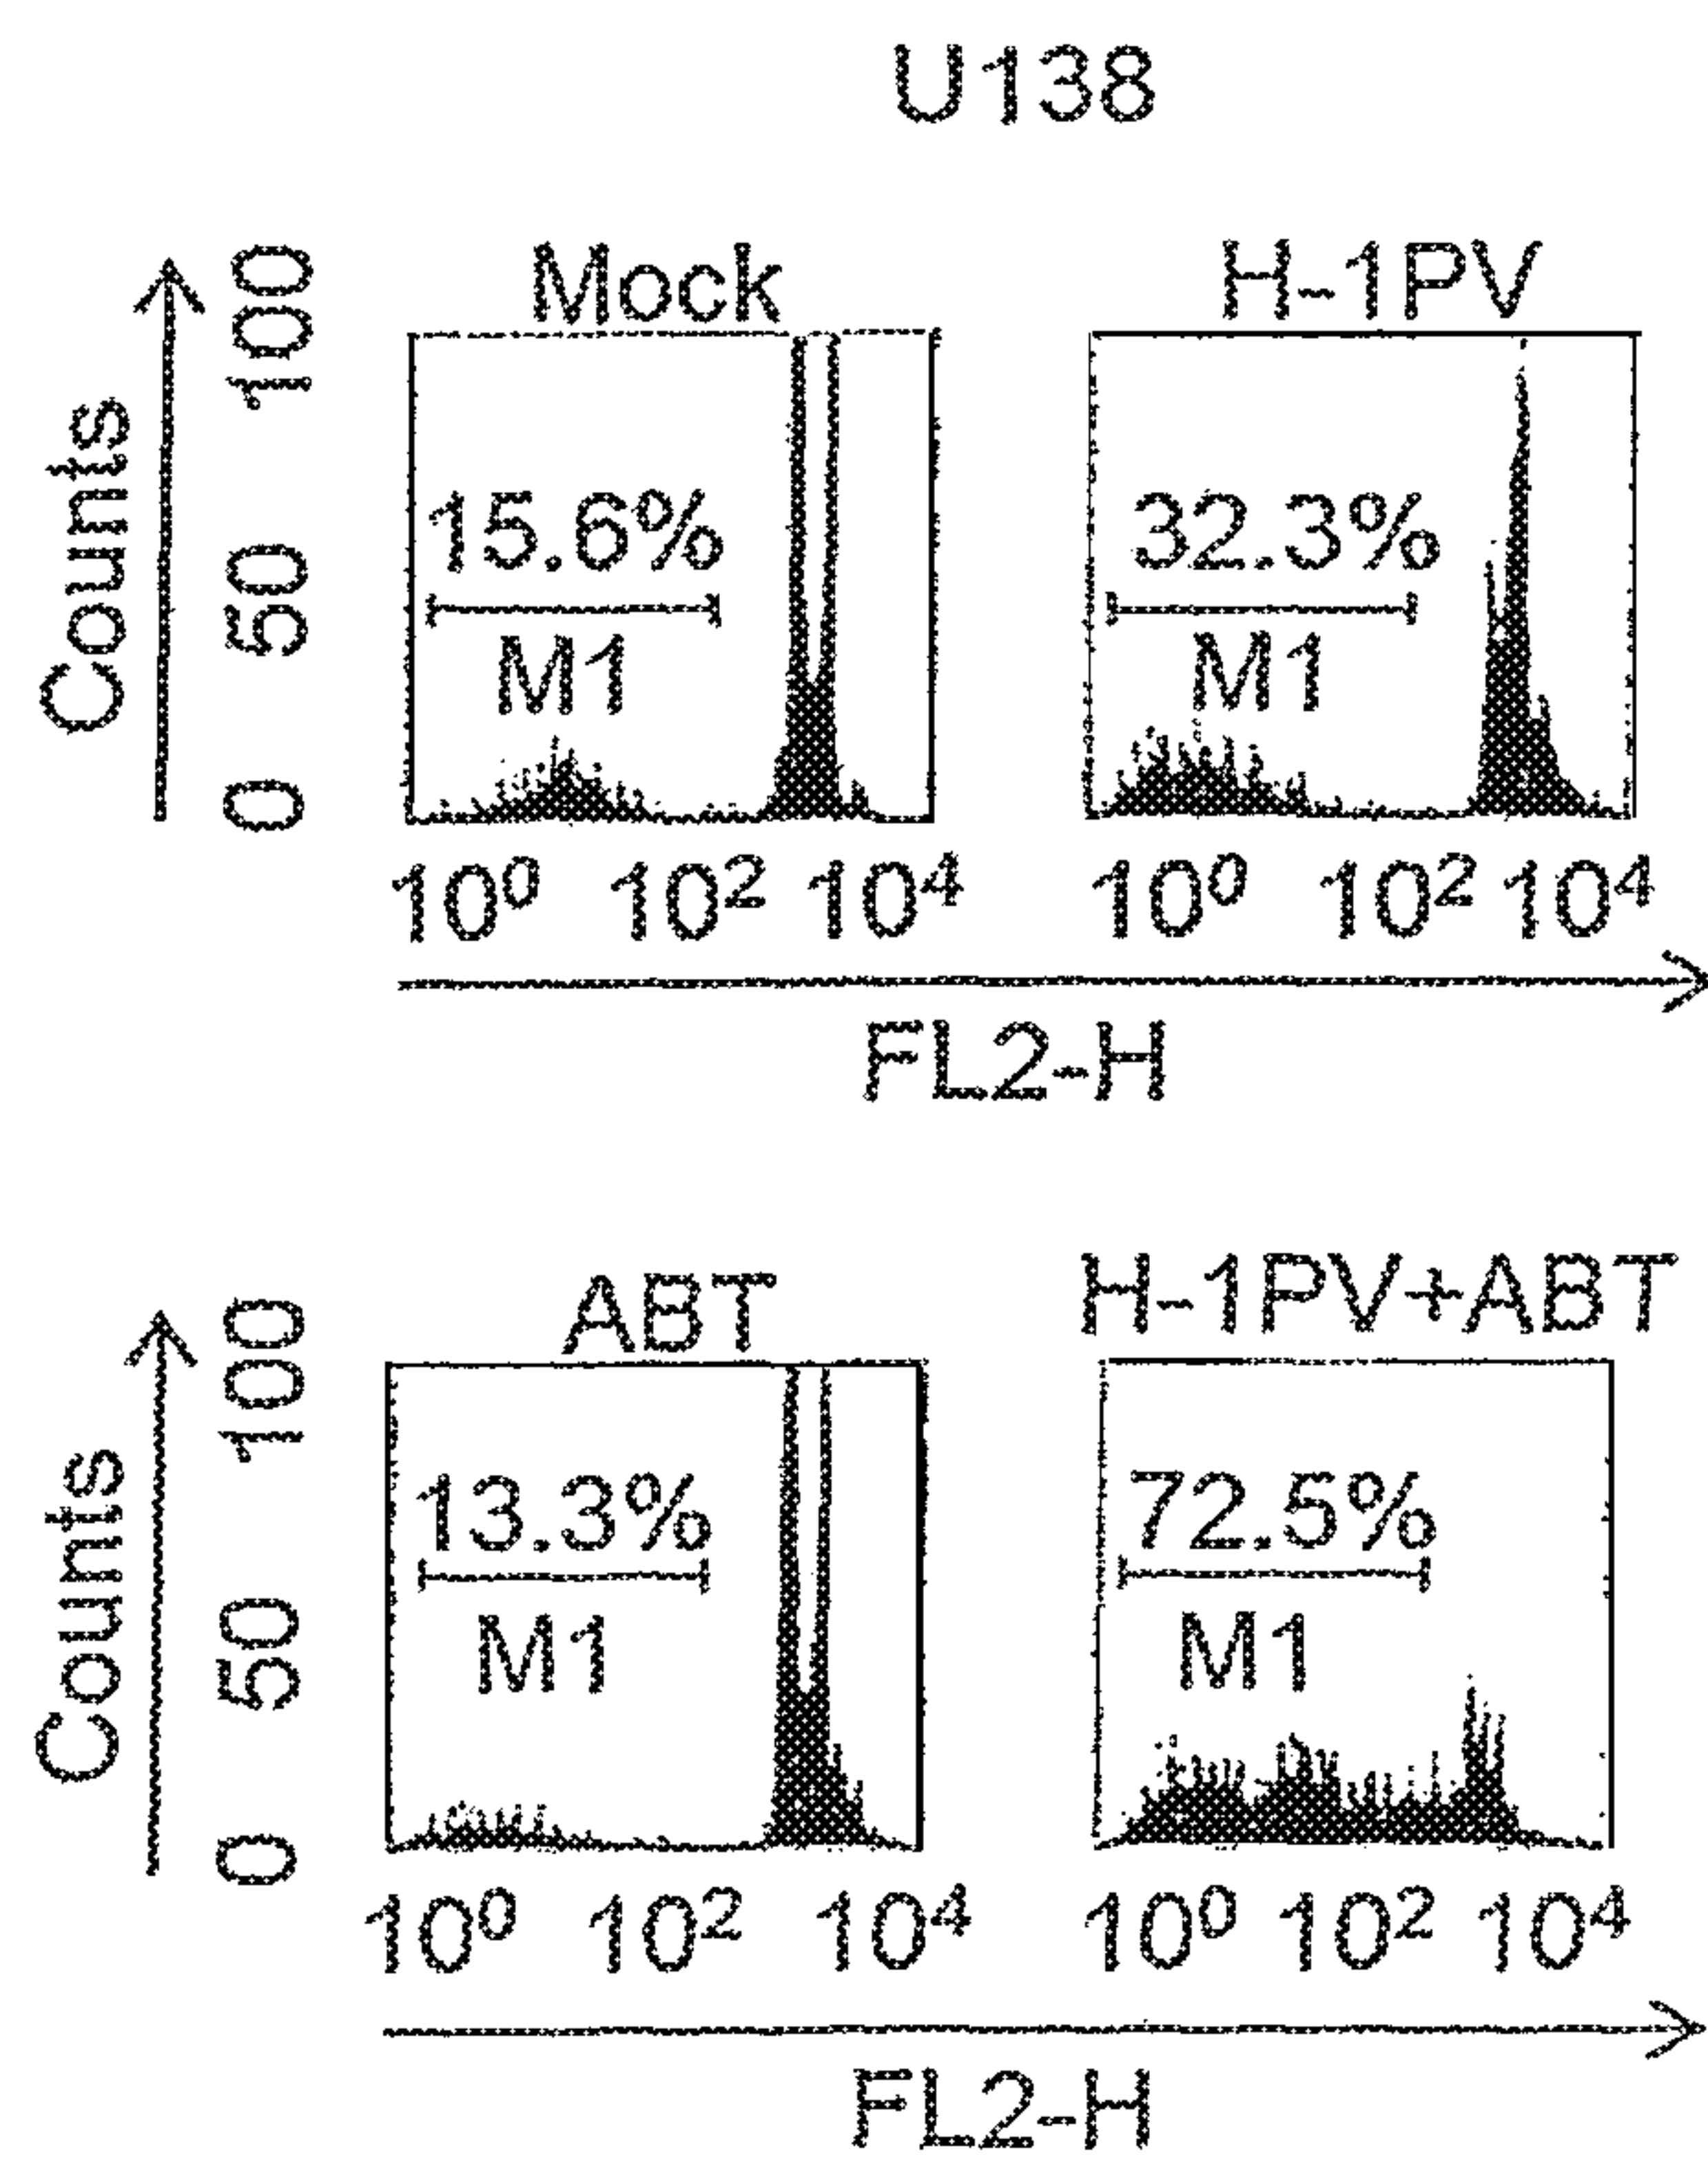 U138
Mock
H-1PV
Counts
0 50 100
15.6%
M1
32.3%
M1
10⁰ 10² 10⁴
10⁰ 10² 10⁴
FL2-H
ABT
H-1PV+ABT
Counts
0 50 100
13.3%
M1
72.5%
M1
10⁰ 10² 10⁴
10⁰ 10² 10⁴
FL2-H